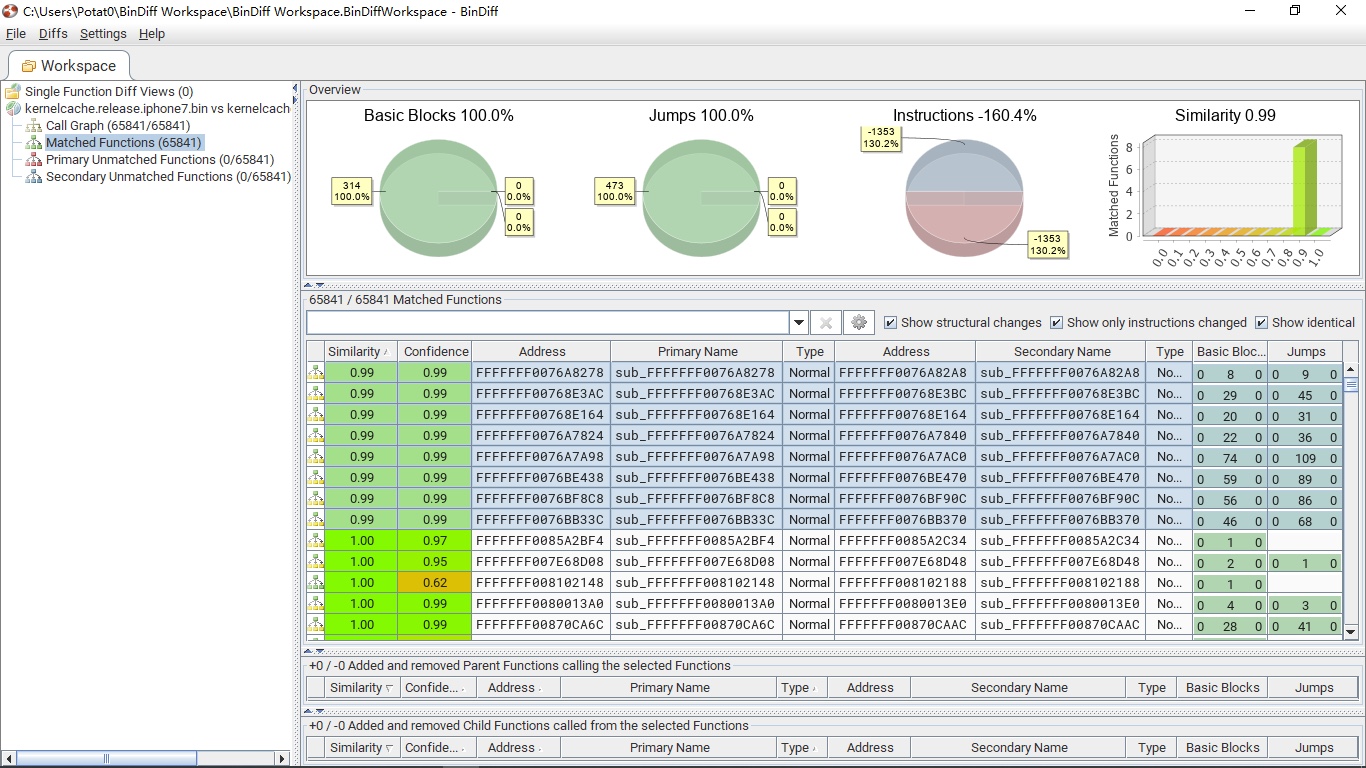 C:\Users\Potat0\BinDiff Workspace\BinDiff Workspace.BinDiffWorkspace - BinDiff
File Diffs Settings Help
Workspace
Single Function Diff Views (0)
kernelcache.release.iphone7.bin vs kernelcach
Call Graph (65841/65841)
Matched Functions (65841)
Primary Unmatched Functions (0/65841)
Secondary Unmatched Functions (0/65841)
Overview
Basic Blocks 100.0%
314
100.0%
0
0.0%
0
0.0%
Jumps 100.0%
473
100.0%
0
0.0%
0
0.0%
Instructions -160.4%
-1353
130.2%
-1353
130.2%
Similarity 0.99
Matched Functions
8
6
4
2
0
0.0 0.1 0.2 0.3 0.4 0.5 0.6 0.7 0.8 0.9 1.0
65841 / 65841 Matched Functions
Show structural changes Show only instructions changed Show identical
Similarity Confidence Address Primary Name Type Address Secondary Name Type Basic Bloc... Jumps
0.99 0.99 FFFFFFF0076A8278 sub_FFFFFFF0076A8278 Normal FFFFFFF0076A82A8 sub_FFFFFFF0076A82A8 No... 0 8 0 0 9 0
0.99 0.99 FFFFFFF00768E3AC sub_FFFFFFF00768E3AC Normal FFFFFFF00768E3BC sub_FFFFFFF00768E3BC No... 0 29 0 0 45 0
0.99 0.99 FFFFFFF00768E164 sub_FFFFFFF00768E164 Normal FFFFFFF00768E164 sub_FFFFFFF00768E164 No... 0 20 0 0 31 0
0.99 0.99 FFFFFFF0076A7824 sub_FFFFFFF0076A7824 Normal FFFFFFF0076A7840 sub_FFFFFFF0076A7840 No... 0 22 0 0 36 0
0.99 0.99 FFFFFFF0076A7A98 sub_FFFFFFF0076A7A98 Normal FFFFFFF0076A7AC0 sub_FFFFFFF0076A7AC0 No... 0 74 0 0 109 0
0.99 0.99 FFFFFFF0076BE438 sub_FFFFFFF0076BE438 Normal FFFFFFF0076BE470 sub_FFFFFFF0076BE470 No... 0 59 0 0 89 0
0.99 0.99 FFFFFFF0076BF8C8 sub_FFFFFFF0076BF8C8 Normal FFFFFFF0076BF90C sub_FFFFFFF0076BF90C No... 0 56 0 0 86 0
0.99 0.99 FFFFFFF0076BB33C sub_FFFFFFF0076BB33C Normal FFFFFFF0076BB370 sub_FFFFFFF0076BB370 No... 0 46 0 0 68 0
1.00 0.97 FFFFFFF0085A2BF4 sub_FFFFFFF0085A2BF4 Normal FFFFFFF0085A2C34 sub_FFFFFFF0085A2C34 No... 0 1 0
1.00 0.95 FFFFFFF007E68D08 sub_FFFFFFF007E68D08 Normal FFFFFFF007E68D48 sub_FFFFFFF007E68D48 No... 0 2 0 0 1 0
1.00 0.62 FFFFFFF008102148 sub_FFFFFFF008102148 Normal FFFFFFF008102188 sub_FFFFFFF008102188 No... 0 1 0
1.00 0.99 FFFFFFF0080013A0 sub_FFFFFFF0080013A0 Normal FFFFFFF0080013E0 sub_FFFFFFF0080013E0 No... 0 4 0 0 3 0
1.00 0.99 FFFFFFF00870CA6C sub_FFFFFFF00870CA6C Normal FFFFFFF00870CAAC sub_FFFFFFF00870CAAC No... 0 28 0 0 41 0
+0 / -0 Added and removed Parent Functions calling the selected Functions
Similarity Confide... Address Primary Name Type Address Secondary Name Type Basic Blocks Jumps
+0 / -0 Added and removed Child Functions called from the selected Functions
Similarity Confide... Address Primary Name Type Address Secondary Name Type Basic Blocks Jumps